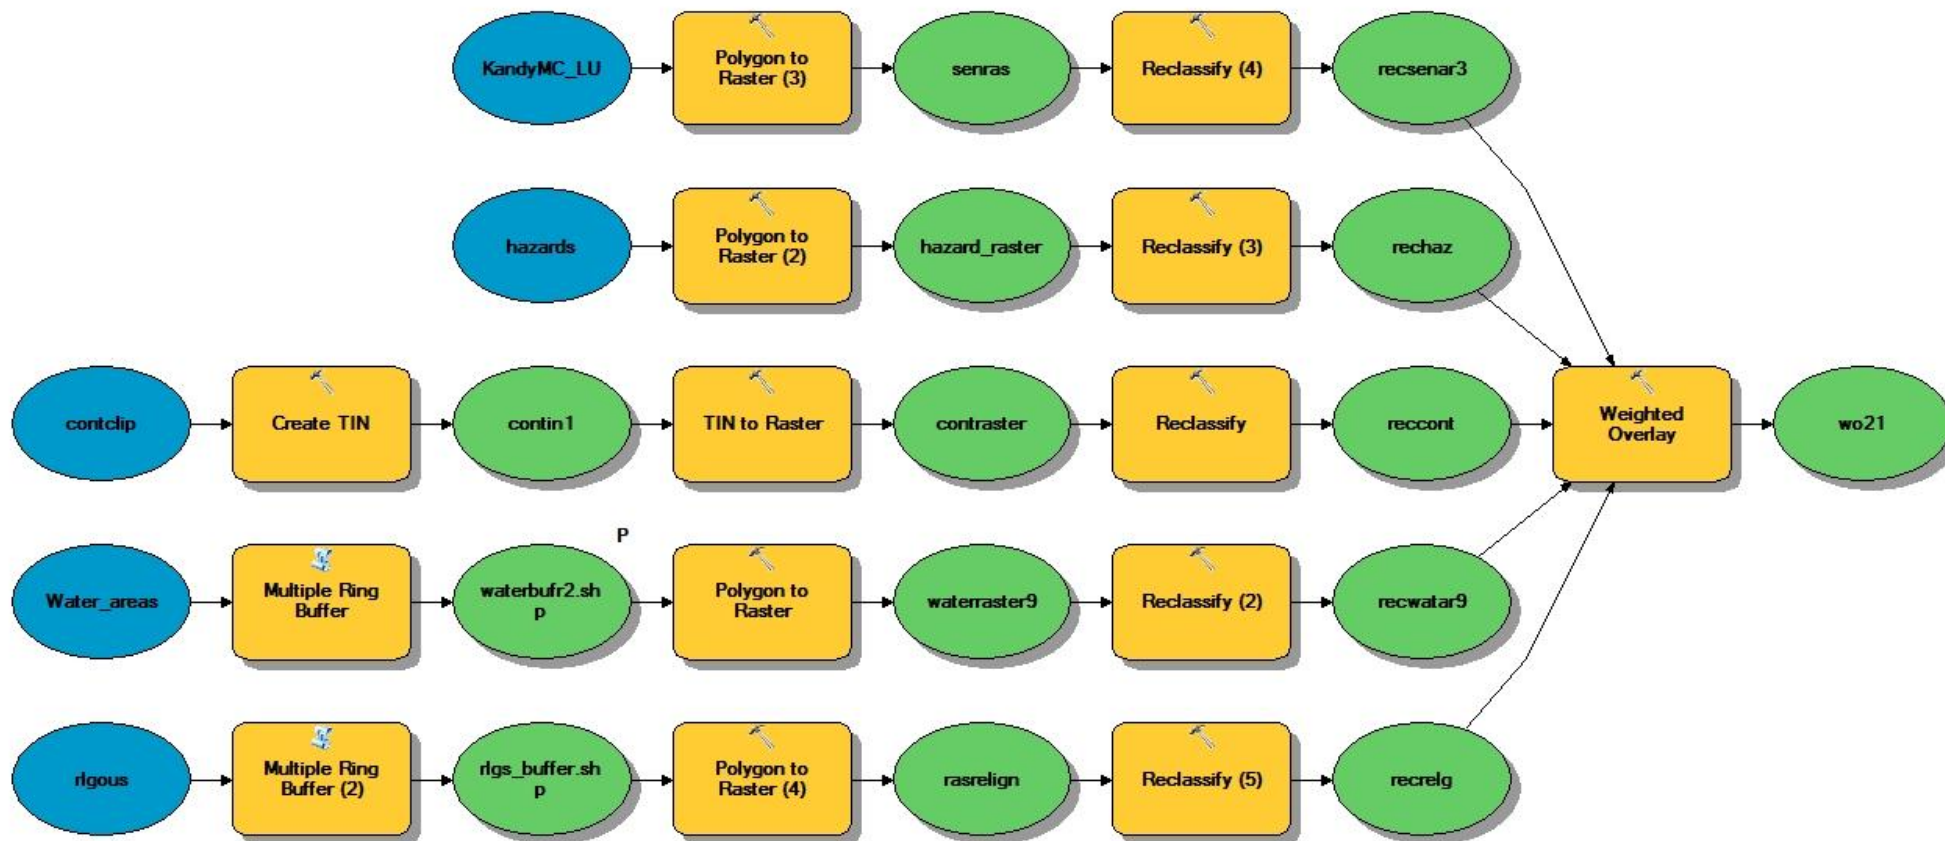 KandyMC_LU
Polygon to
Raster (3)
senras
Reclassify (4)
recsenar3
hazards
Polygon to
Raster (2)
hazard_raster
Reclassify (3)
rechaz
contclip
Create TIN
contin1
TIN to Raster
contraster
Reclassify
reccont
Weighted
Overlay
wo21
P
Water_areas
Multiple Ring
Buffer
waterbufr2.sh
p
Polygon to
Raster
waterraster9
Reclassify (2)
recwatar9
rlgous
Multiple Ring
Buffer (2)
rlgs_buffer.sh
p
Polygon to
Raster (4)
rasrelign
Reclassify (5)
recrelg